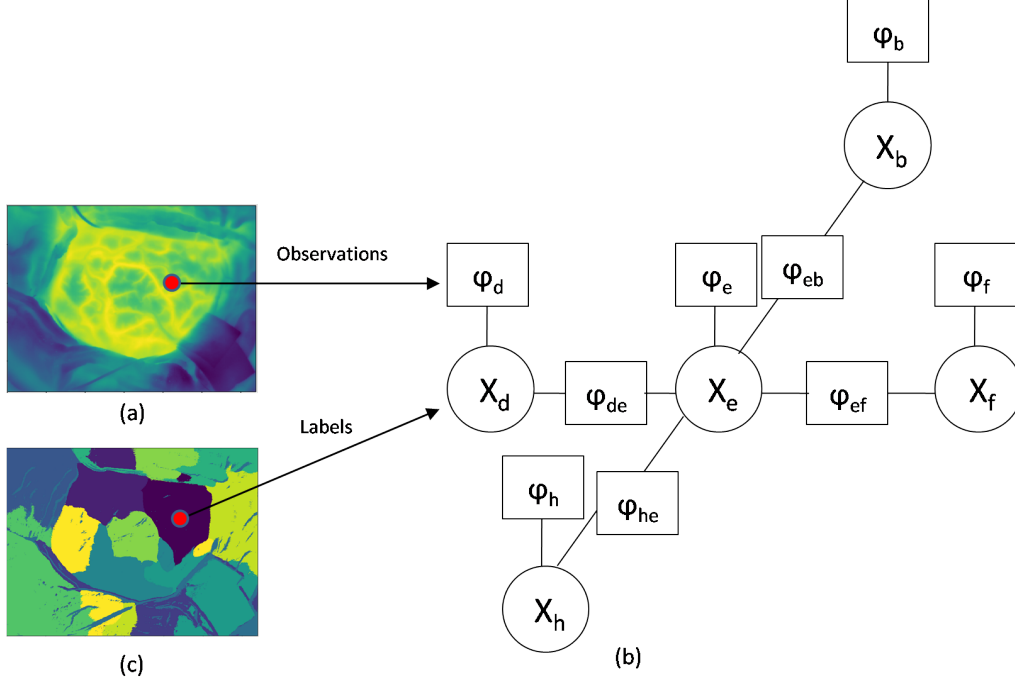 φb
Xb
Observations
φd
φe
φeb
φf
Xd
φde
Xe
φef
Xf
(a)
Labels
φh
φhe
Xh
(b)
(c)